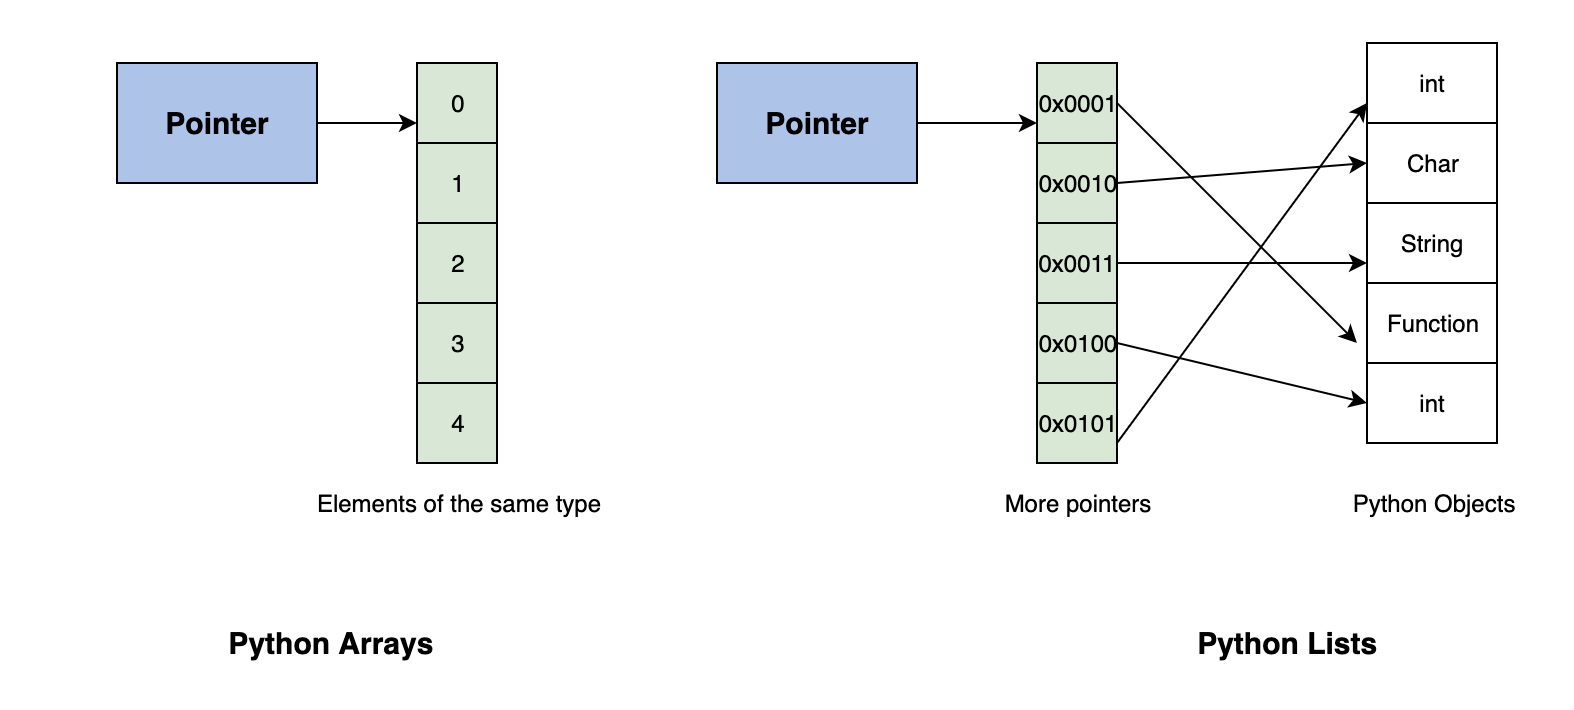 Pointer
0
1
2
3
4
Elements of the same type
Python Arrays
Pointer
0x0001
0x0010
0x0011
0x0100
0x0101
More pointers
int
Char
String
Function
int
Python Objects
Python Lists